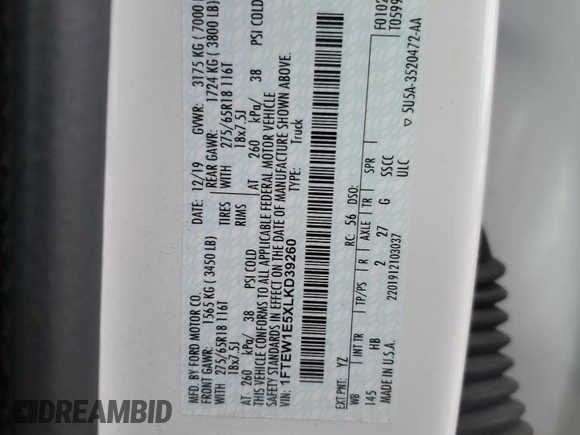 MFD. BY FORD MOTOR CO.
DATE: 12/19 GVWR: 3175 KG (7000
FRONT GAWR: 1565 KG (3450 LB)
REAR GAWR: 1724 KG (3800 LB)
WITH 275/65R18 116T TIRES WITH 275/65R18 116T
18x7.5J RIMS 18x7.5J
AT 260 kPa/ 38 PSI COLD AT 260 kPa/ 38 PSI COLD
THIS VEHICLE CONFORMS TO ALL APPLICABLE FEDERAL MOTOR VEHICLE
SAFETY STANDARDS IN EFFECT ON THE DATE OF MANUFACTURE SHOWN ABOVE.
VIN: 1FTEW1E5XLKD39260 TYPE: Truck
F0102
T0599
EXT PNT: YZ RC: 56 DSO:
WB INT TR TP/PS R AXLE TR SPR
145 HB 2 27 G SSCC
MADE IN U.S.A. 2201912103037 ULC
▽ 5U5A-3520472-AA
DREAMBID